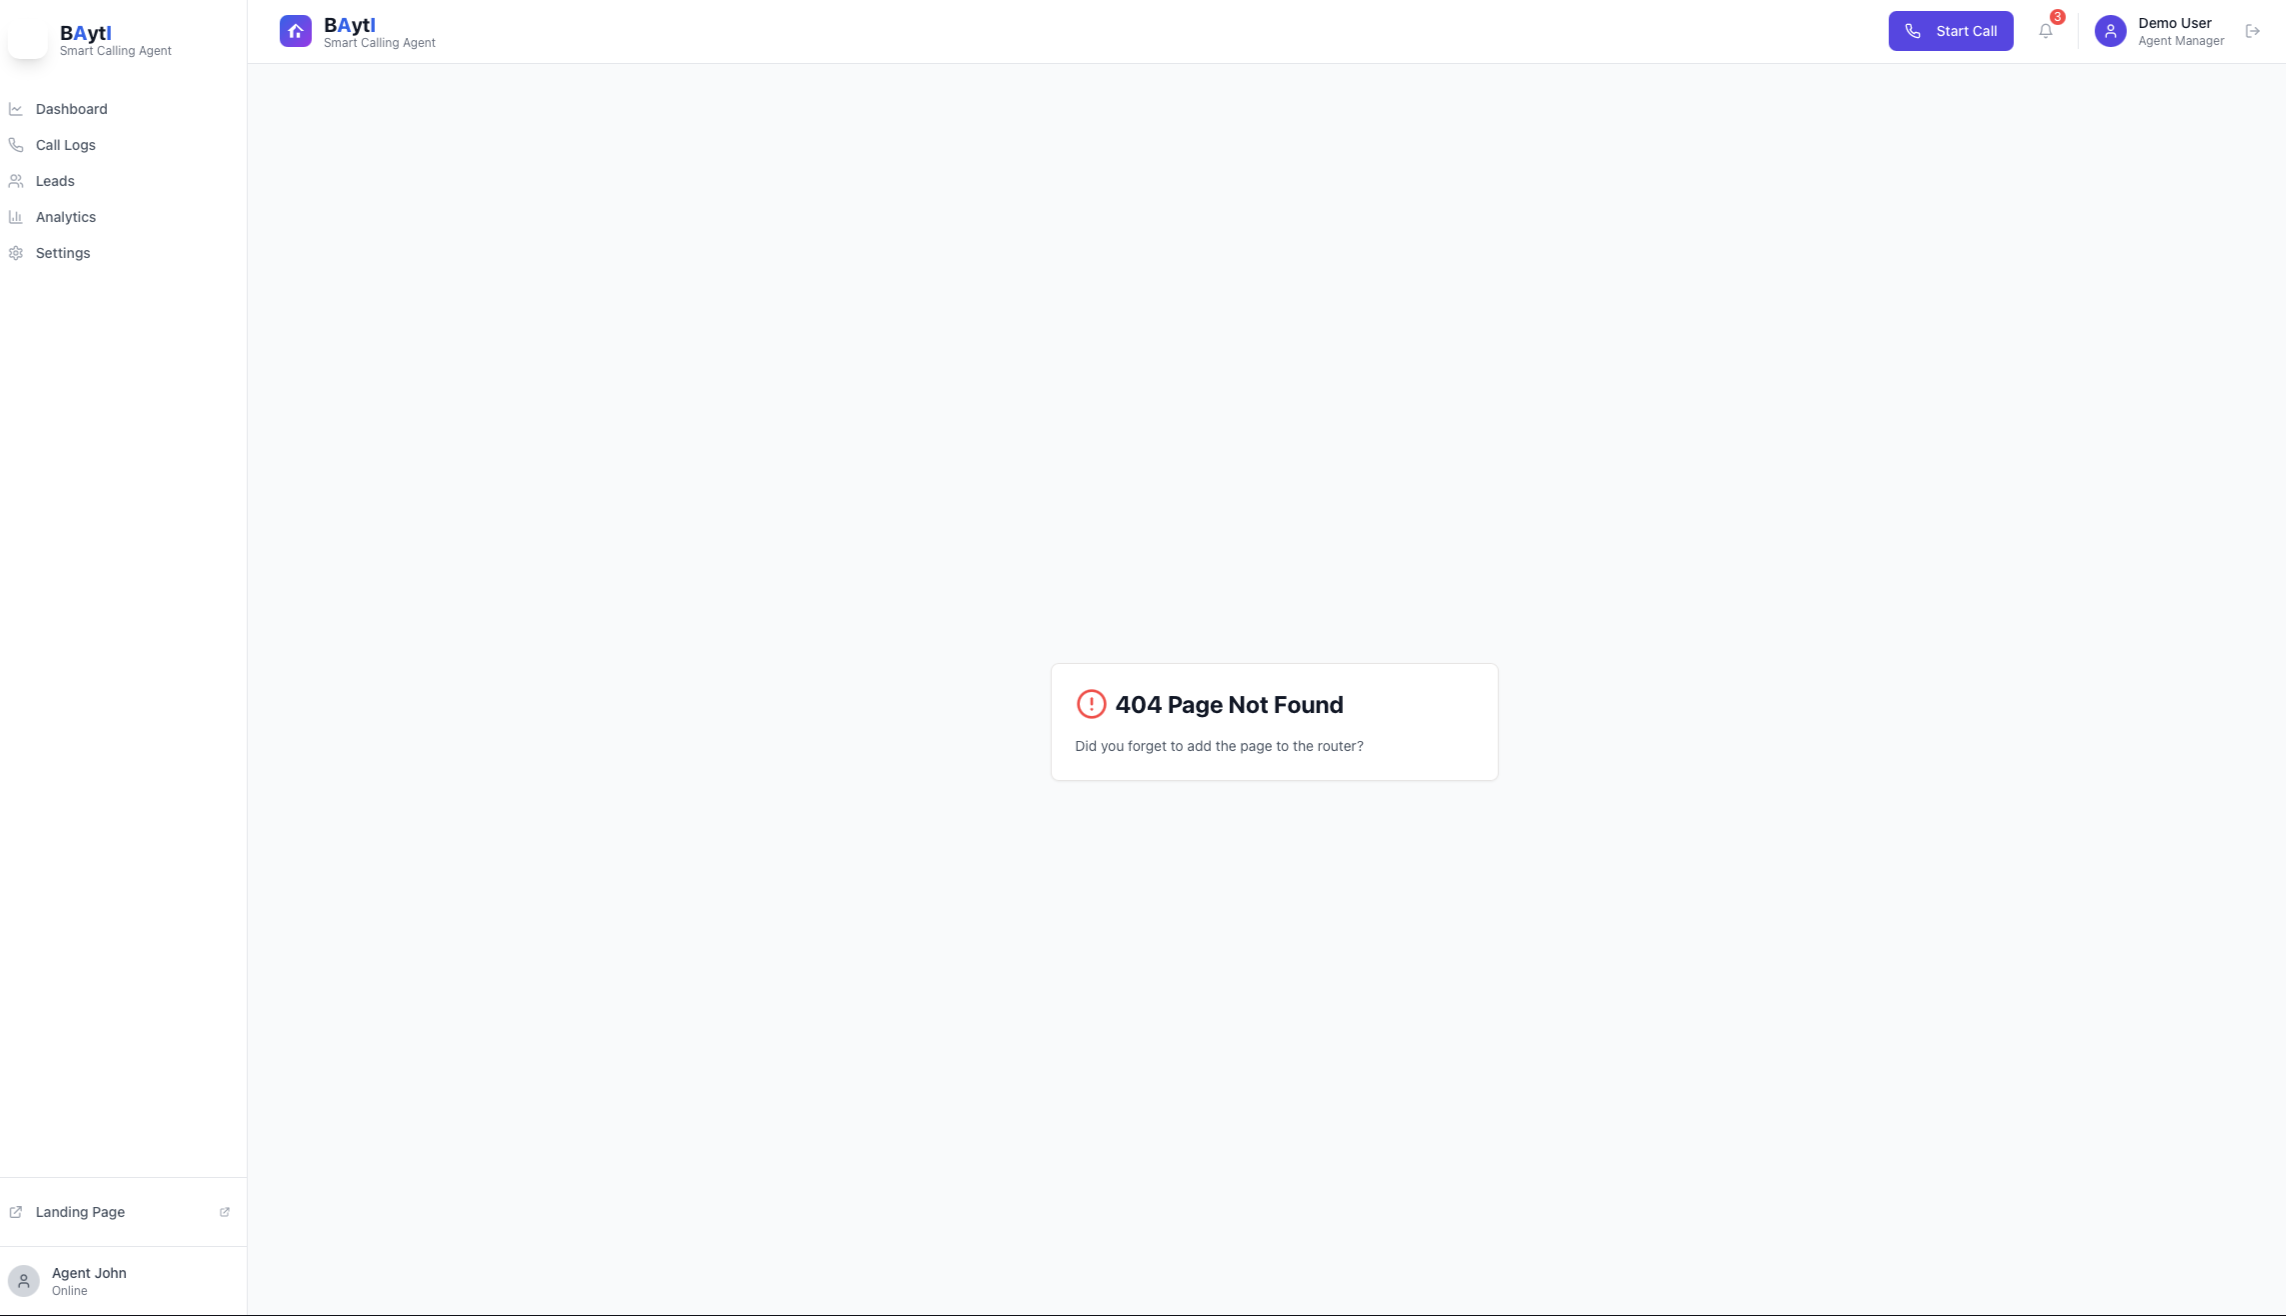 BAytI
Smart Calling Agent
Dashboard
Call Logs
Leads
Analytics
Settings
Landing Page
Agent John
Online
BAytI
Smart Calling Agent
Start Call
3
Demo User
Agent Manager
404 Page Not Found
Did you forget to add the page to the router?